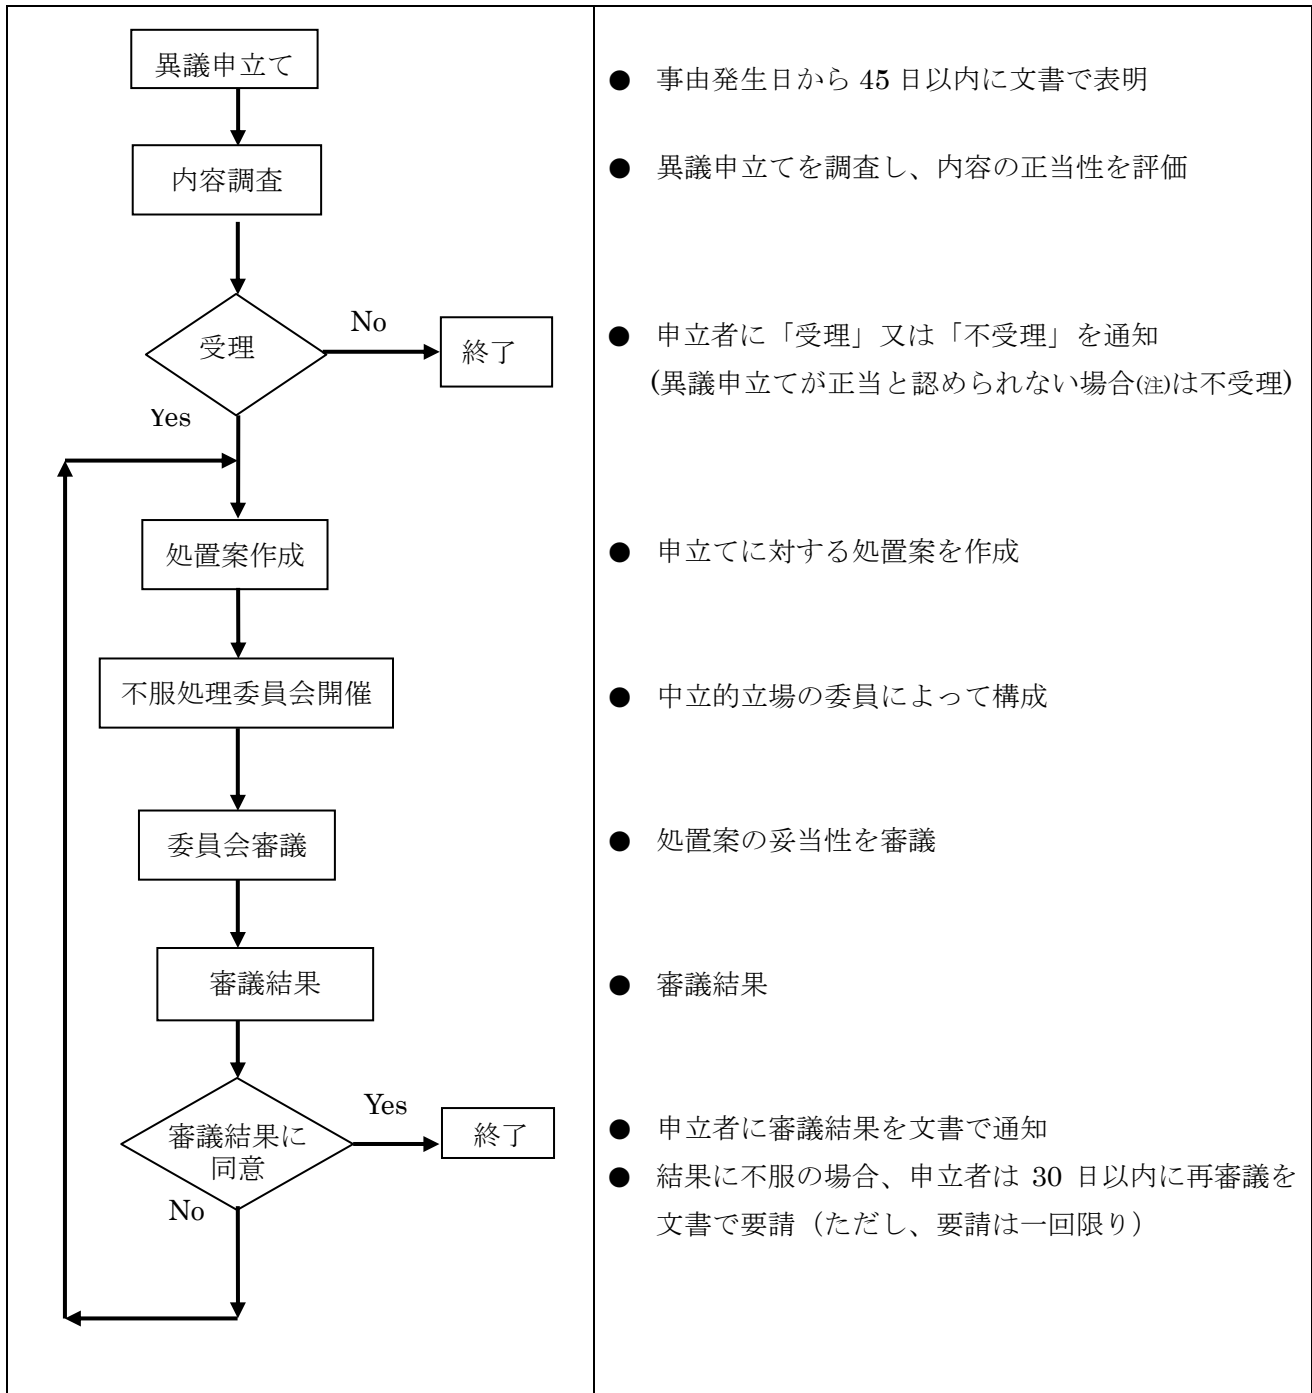 異議申立て
● 事由発生日から 45 日以内に文書で表明
内容調査
● 異議申立てを調査し、内容の正当性を評価
受理
No
終了
Yes
● 申立者に「受理」又は「不受理」を通知
(異議申立てが正当と認められない場合(注)は不受理)
処置案作成
● 申立てに対する処置案を作成
不服処理委員会開催
● 中立的立場の委員によって構成
委員会審議
● 処置案の妥当性を審議
審議結果
● 審議結果
審議結果に
同意
Yes
終了
No
● 申立者に審議結果を文書で通知
● 結果に不服の場合、申立者は 30 日以内に再審議を
文書で要請（ただし、要請は一回限り）